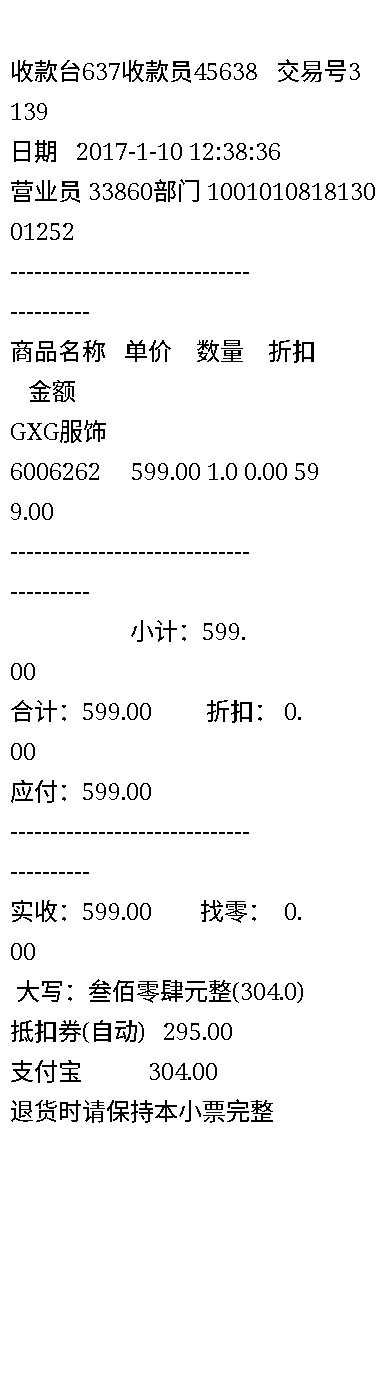 收款台637收款员45638   交易号3
139
日期   2017-1-10 12:38:36
营业员 33860部门 1001010818130
01252
------------------------------
----------
商品名称   单价    数量    折扣
   金额
GXG服饰
6006262     599.00 1.0 0.00 59
9.00
------------------------------
----------
小计：599.
00
合计：599.00         折扣： 0.
00
应付：599.00
------------------------------
----------
实收：599.00        找零：  0.
00
大写：叁佰零肆元整(304.0)
抵扣券(自动)   295.00
支付宝           304.00
退货时请保持本小票完整